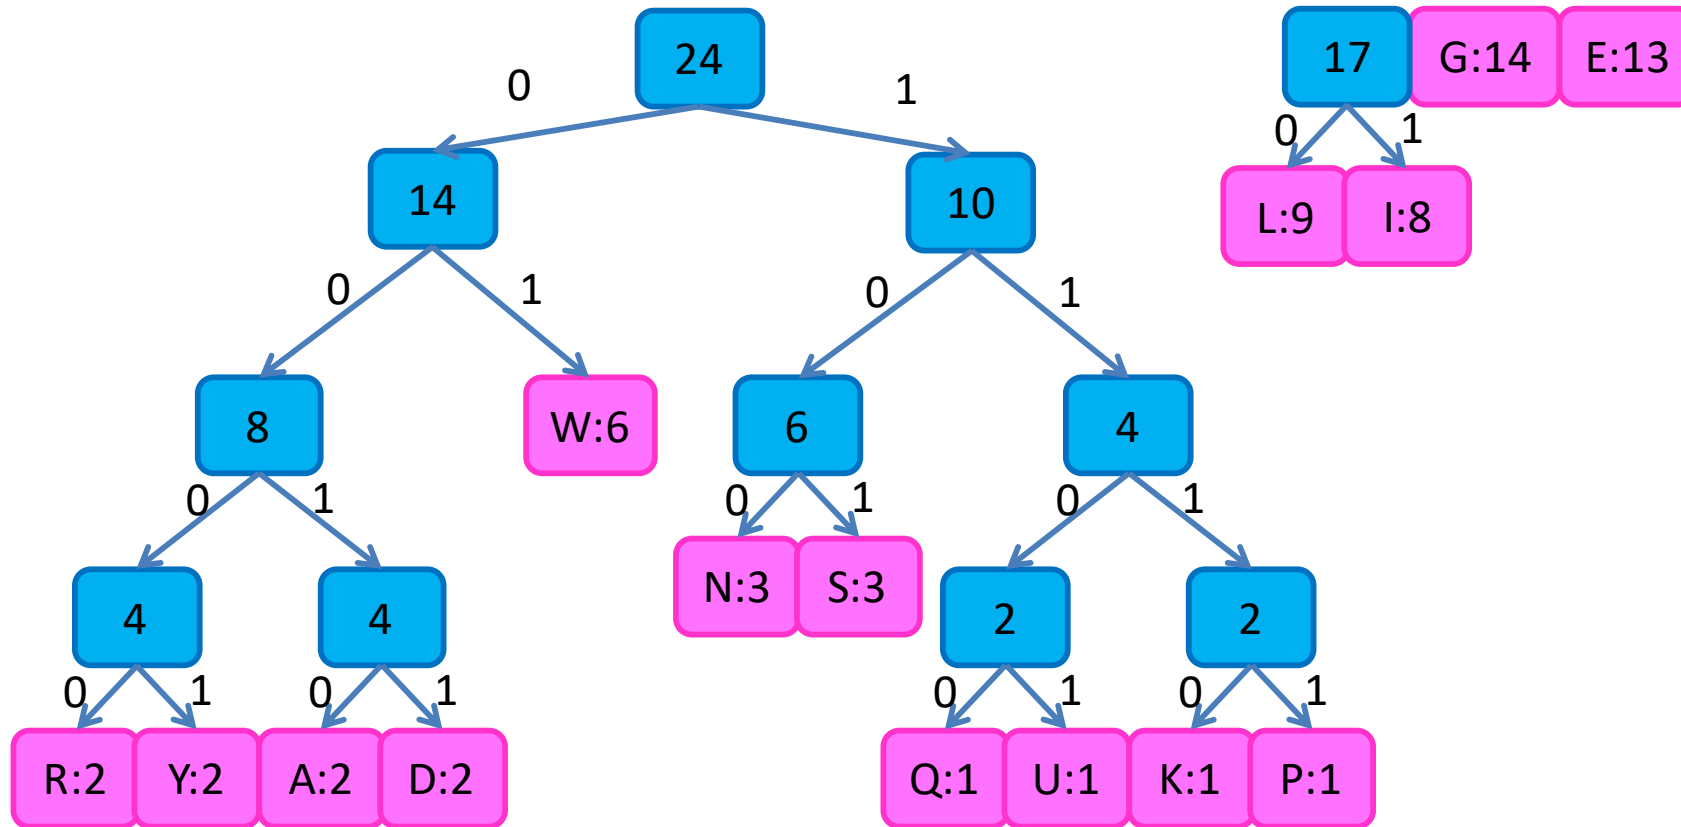 24 17 G:14 E:13
0 1
0 1
14 10 L:9 I:8
0 1 0 1
8 W:6 6 4
0 1 0 1 0 1
4 4 N:3 S:3 2 2
0 1 0 1 0 1 0 1
R:2 Y:2 A:2 D:2 Q:1 U:1 K:1 P:1